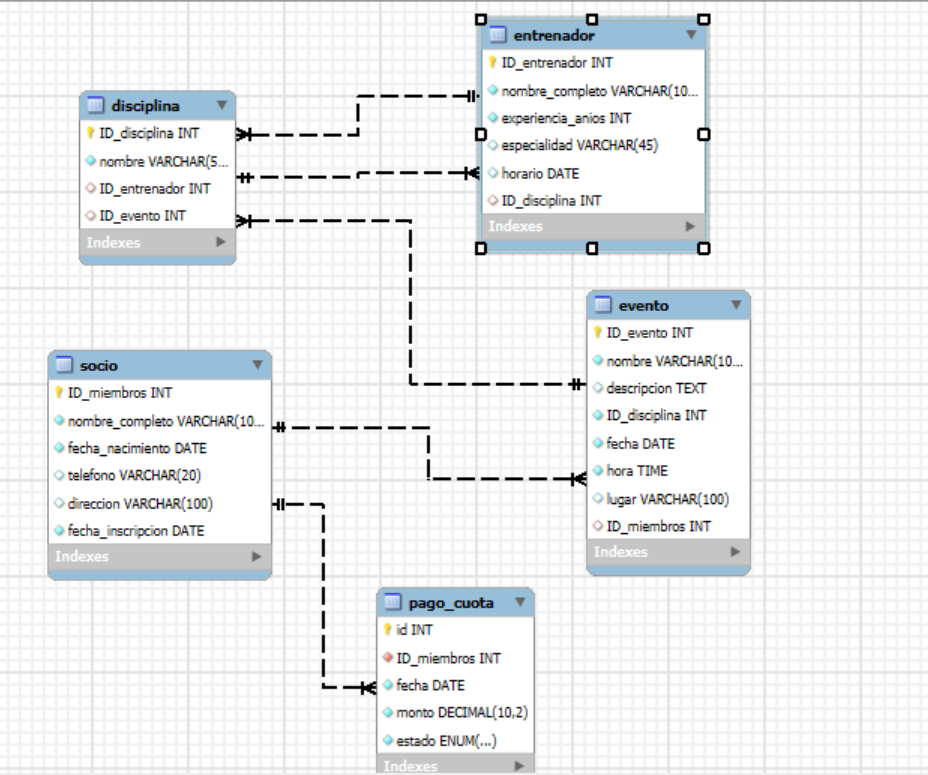 entrenador
ID_entrenador INT
nombre_completo VARCHAR(10...
experiencia_anios INT
especialidad VARCHAR(45)
horario DATE
ID_disciplina INT
Indexes
disciplina
ID_disciplina INT
nombre VARCHAR(5...
ID_entrenador INT
ID_evento INT
Indexes
evento
ID_evento INT
nombre VARCHAR(10...
descripcion TEXT
ID_disciplina INT
fecha DATE
hora TIME
lugar VARCHAR(100)
ID_miembros INT
Indexes
socio
ID_miembros INT
nombre_completo VARCHAR(10...
fecha_nacimiento DATE
telefono VARCHAR(20)
direccion VARCHAR(100)
fecha_inscripcion DATE
Indexes
pago_cuota
id INT
ID_miembros INT
fecha DATE
monto DECIMAL(10,2)
estado ENUM(...)
Indexes